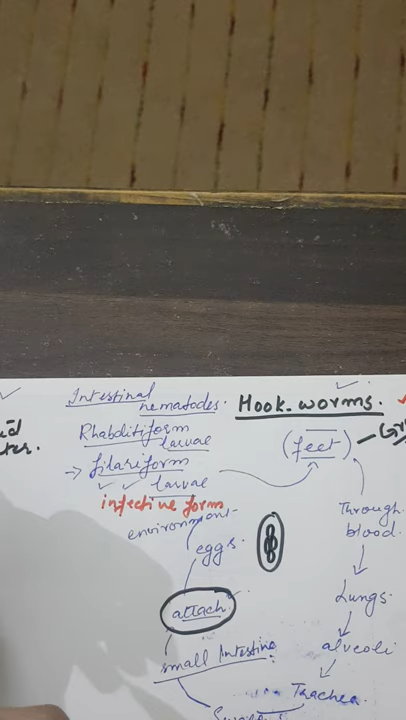 Intestinal
nematodes.
Hook-worms.
Rhabditiform
larvae
(feet)
→ filariform
larvae
infective form
environment-
eggs.
Through
blood.
attach
Lungs.
alveoli
small Intestine
Trachea.